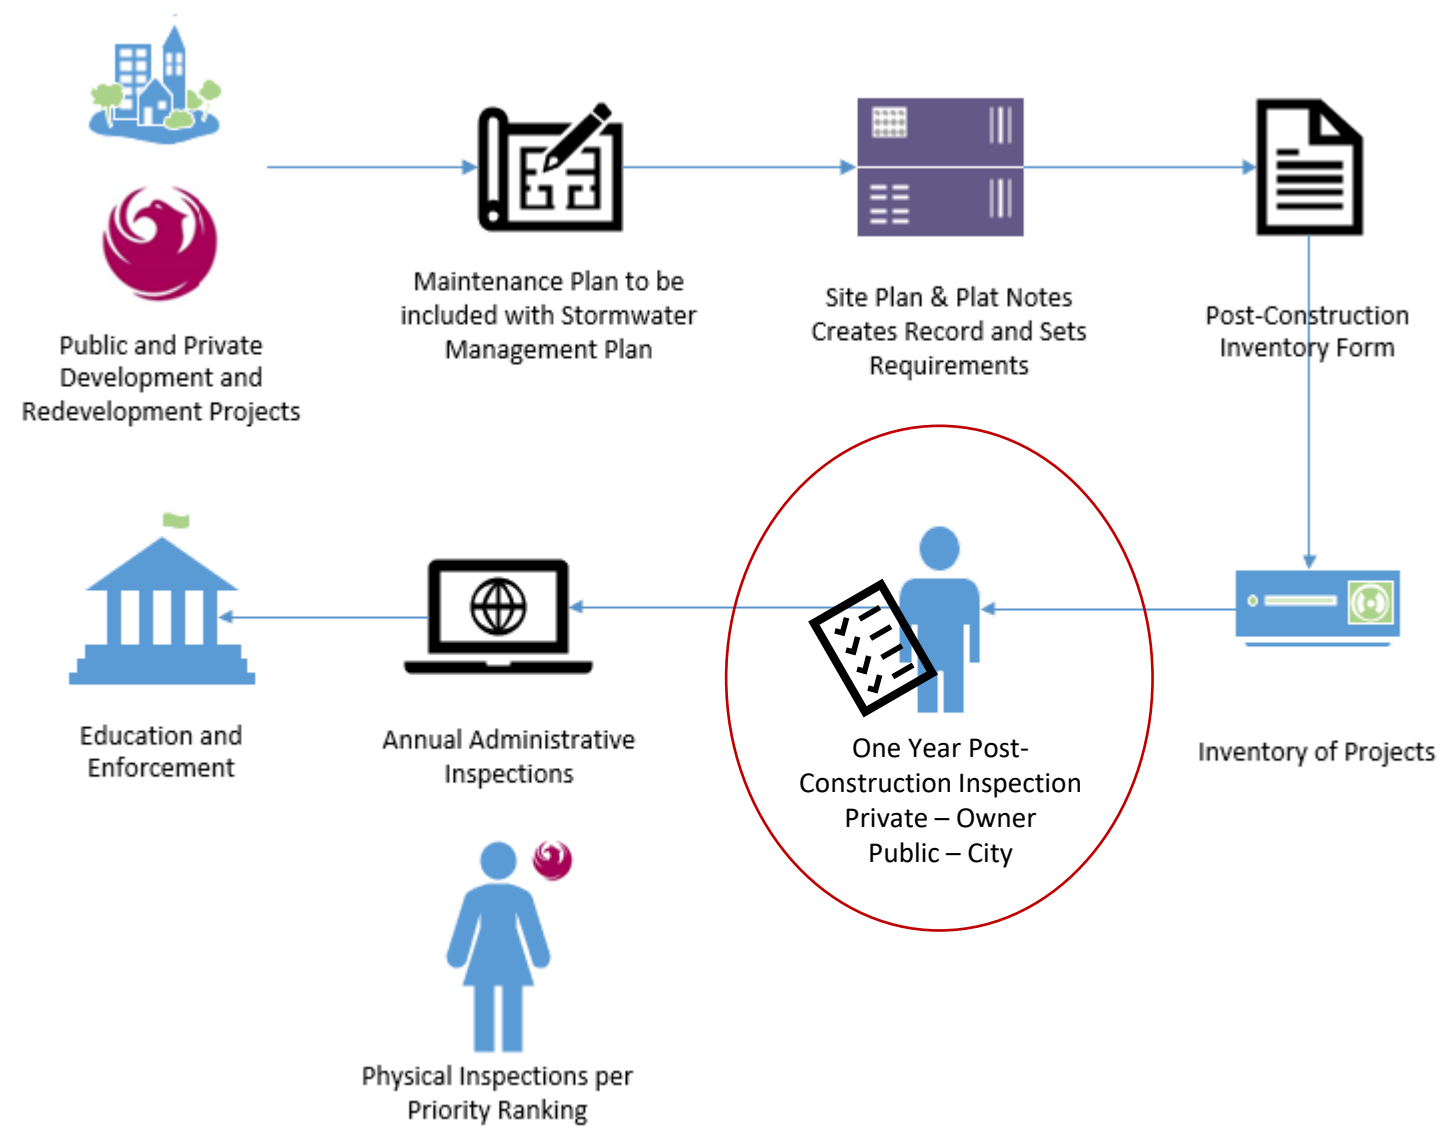 Public and Private
Development and
Redevelopment Projects
Maintenance Plan to be
included with Stormwater
Management Plan
Site Plan & Plat Notes
Creates Record and Sets
Requirements
Post-Construction
Inventory Form
Inventory of Projects
One Year Post-
Construction Inspection
Private – Owner
Public – City
Annual Administrative
Inspections
Education and
Enforcement
Physical Inspections per
Priority Ranking